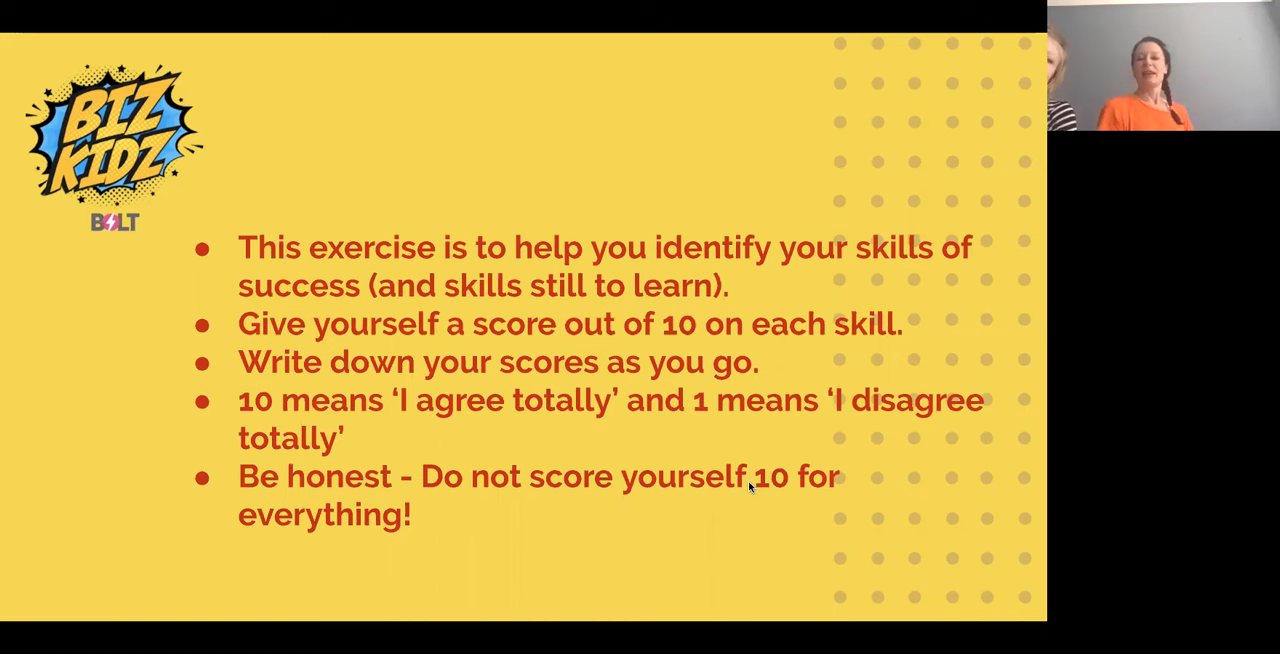 BIZ
KIDZ
BOLT
● This exercise is to help you identify your skills of
success (and skills still to learn).
● Give yourself a score out of 10 on each skill.
● Write down your scores as you go.
● 10 means ‘I agree totally’ and 1 means ‘I disagree
totally’
● Be honest - Do not score yourself 10 for
everything!